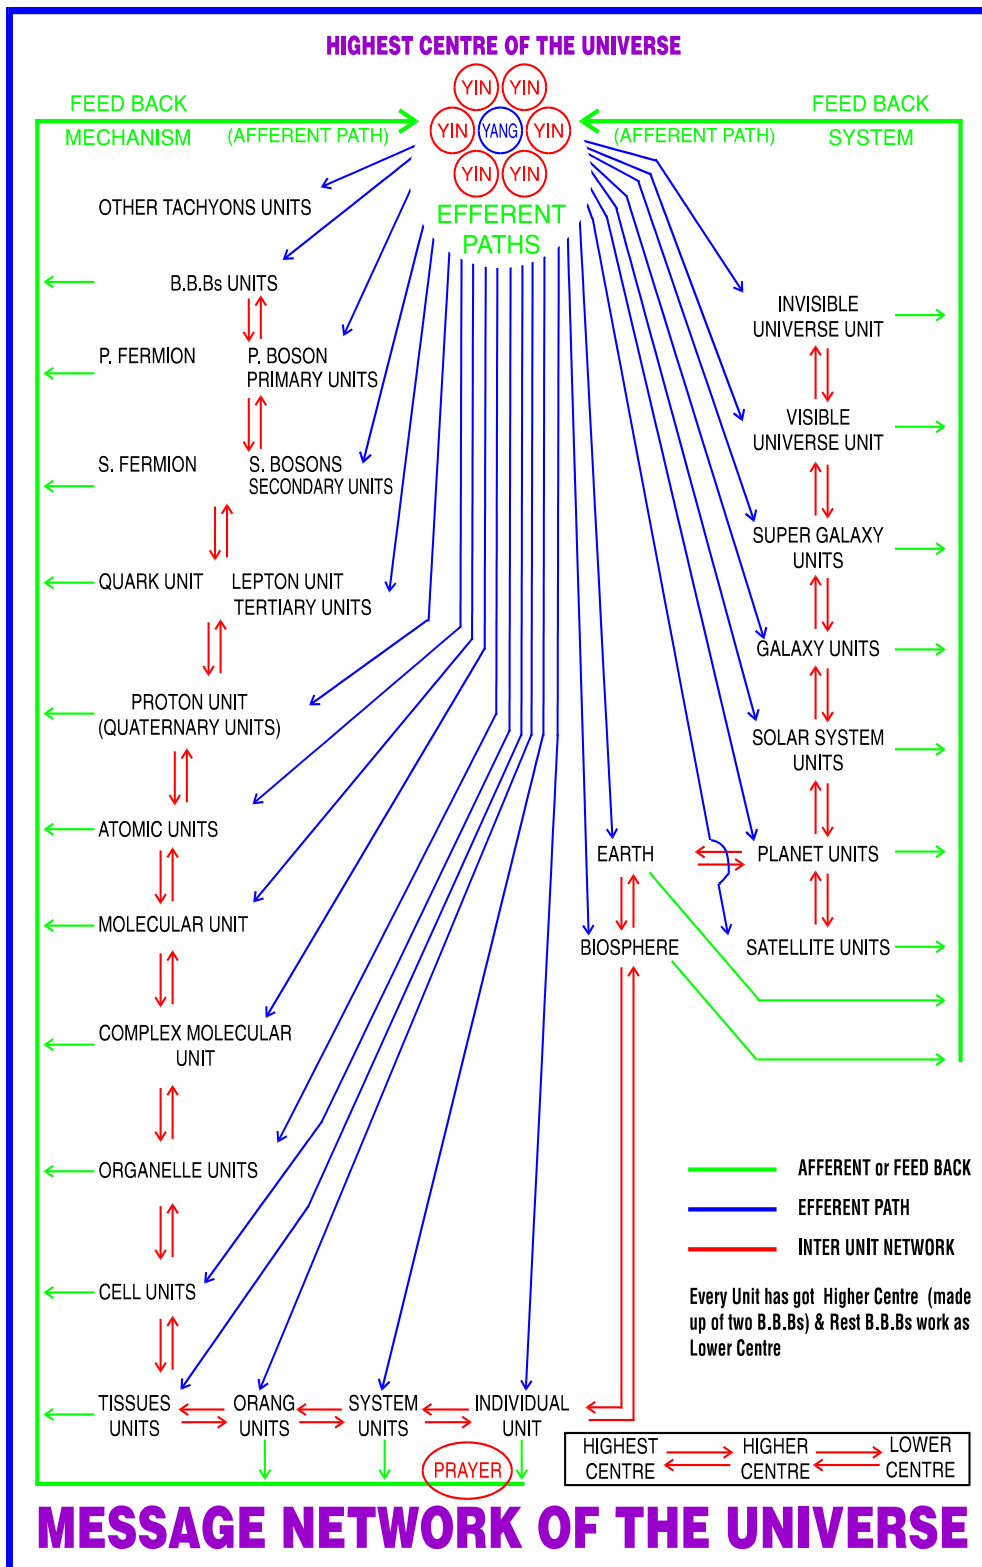 HIGHEST CENTRE OF THE UNIVERSE
YIN YIN
YIN YANG YIN
YIN YIN
FEED BACK
MECHANISM (AFFERENT PATH)
FEED BACK
(AFFERENT PATH) SYSTEM
EFFERENT
PATHS
OTHER TACHYONS UNITS
B.B.Bs UNITS
P. FERMION P. BOSON
PRIMARY UNITS
S. FERMION S. BOSONS
SECONDARY UNITS
QUARK UNIT LEPTON UNIT
TERTIARY UNITS
PROTON UNIT
(QUATERNARY UNITS)
ATOMIC UNITS
MOLECULAR UNIT
COMPLEX MOLECULAR
UNIT
ORGANELLE UNITS
CELL UNITS
TISSUES
UNITS
ORANG
UNITS
SYSTEM
UNITS
INDIVIDUAL
UNIT
INVISIBLE
UNIVERSE UNIT
VISIBLE
UNIVERSE UNIT
SUPER GALAXY
UNITS
GALAXY UNITS
SOLAR SYSTEM
UNITS
EARTH
PLANET UNITS
BIOSPHERE
SATELLITE UNITS
AFFERENT or FEED BACK
EFFERENT PATH
INTER UNIT NETWORK
Every Unit has got Higher Centre (made
up of two B.B.Bs) & Rest B.B.Bs work as
Lower Centre
HIGHEST
CENTRE
HIGHER
CENTRE
LOWER
CENTRE
PRAYER
MESSAGE NETWORK OF THE UNIVERSE